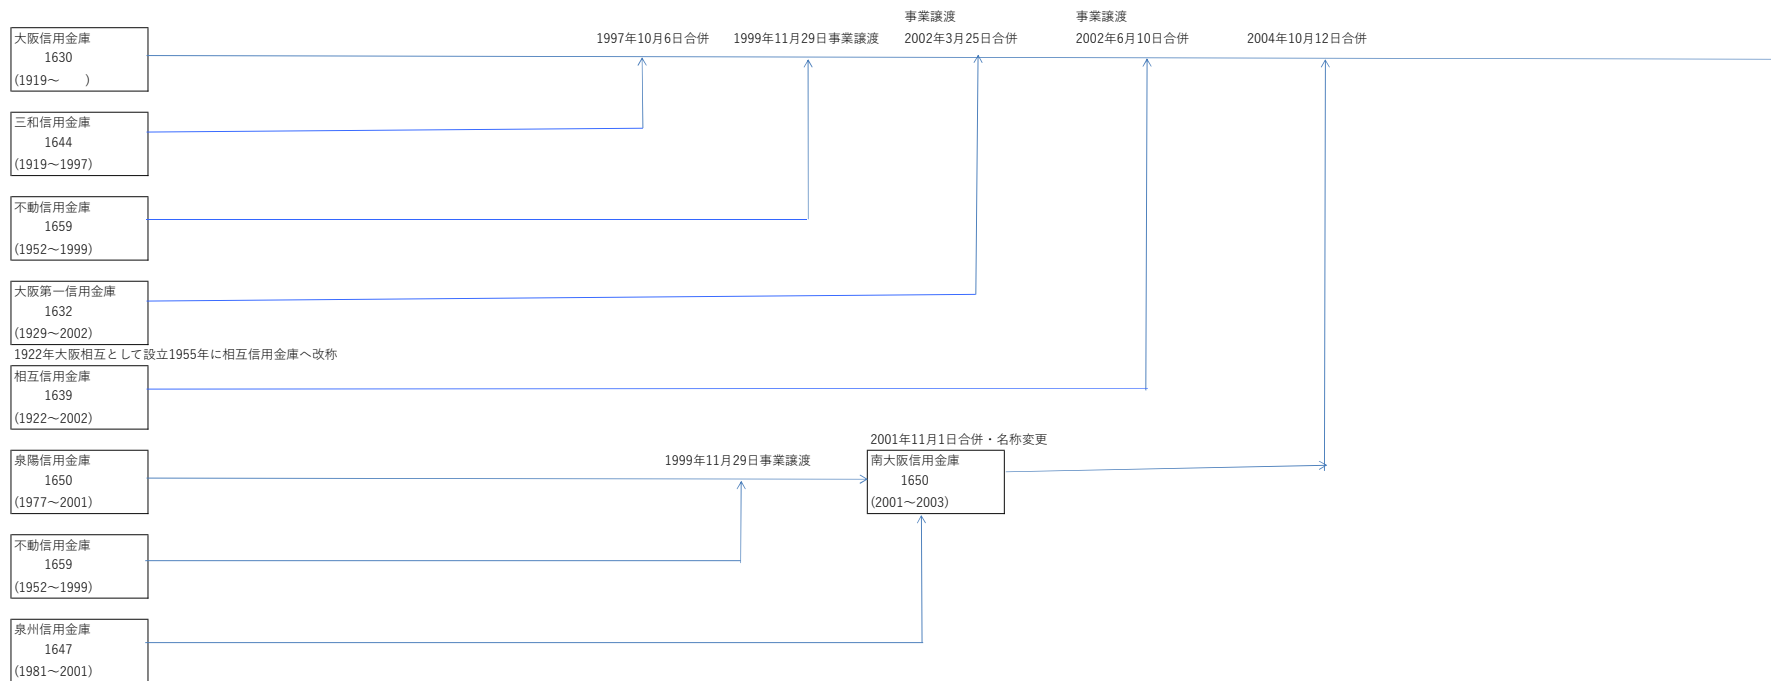 事業譲渡
事業譲渡
1997年10月6日合併
1999年11月29日事業譲渡
2002年3月25日合併
2002年6月10日合併
2004年10月12日合併
大阪信用金庫
1630
(1919〜　　)
三和信用金庫
1644
(1919〜1997)
不動信用金庫
1659
(1952〜1999)
大阪第一信用金庫
1632
(1929〜2002)
1922年大阪相互として設立1955年に相互信用金庫へ改称
相互信用金庫
1639
(1922〜2002)
2001年11月1日合併・名称変更
泉陽信用金庫
1650
(1977〜2001)
1999年11月29日事業譲渡
南大阪信用金庫
1650
(2001〜2003)
不動信用金庫
1659
(1952〜1999)
泉州信用金庫
1647
(1981〜2001)